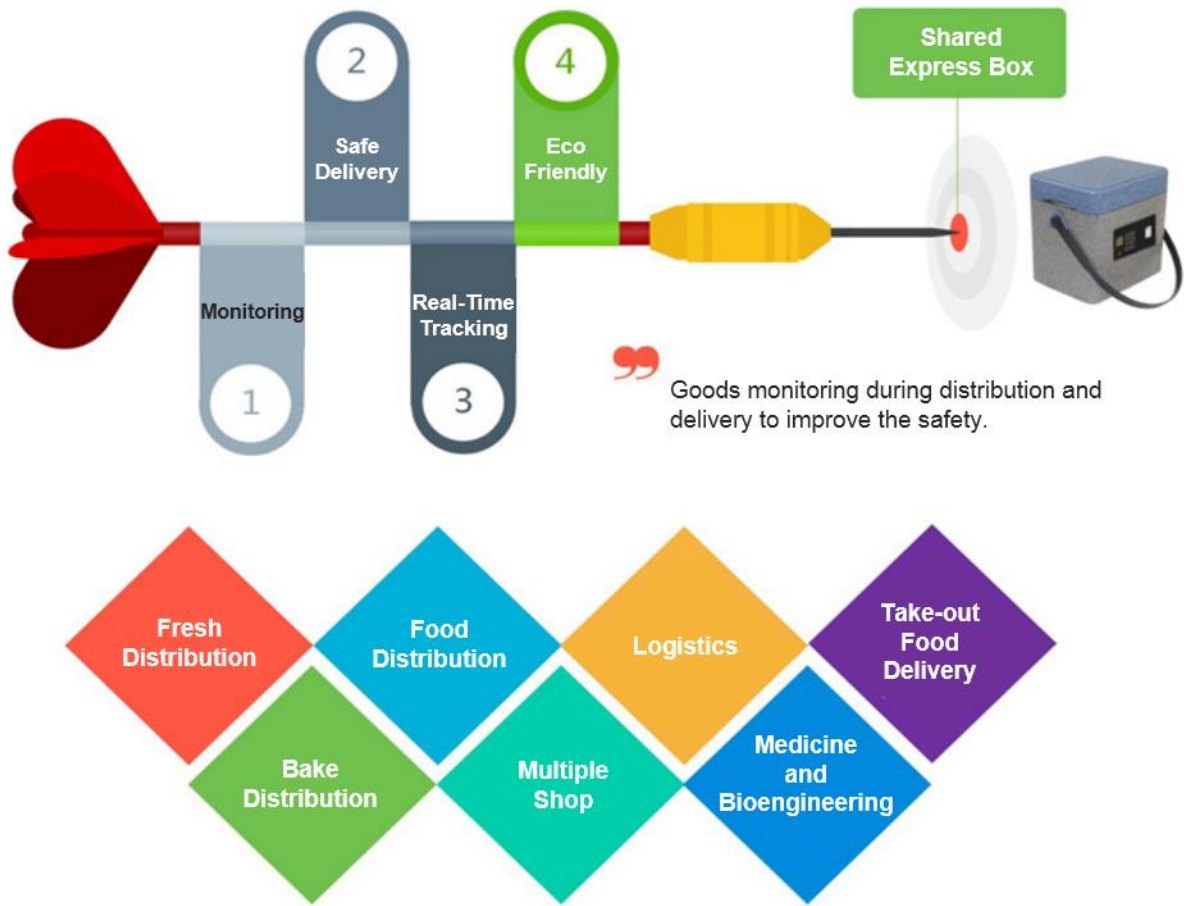 2
4
Shared
Express Box
Safe
Delivery
Eco
Friendly
Monitoring
Real-Time
Tracking
1
3
Goods monitoring during distribution and
delivery to improve the safety.
Fresh
Distribution
Food
Distribution
Logistics
Take-out
Food
Delivery
Bake
Distribution
Multiple
Shop
Medicine
and
Bioengineering